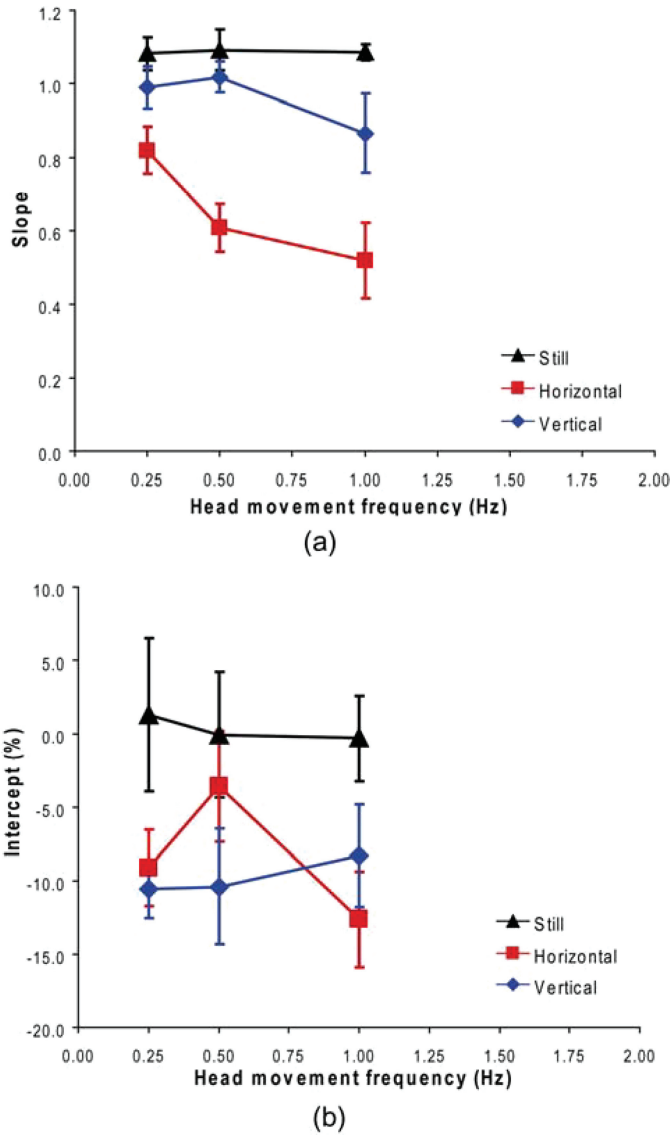 1.2
1.0
0.8
0.6
0.4
0.2
0.0
Slope
Still
Horizontal
Vertical
0.00 0.25 0.50 0.75 1.00 1.25 1.50 1.75 2.00
Head movement frequency (Hz)
(a)
10.0
5.0
0.0
-5.0
-10.0
-15.0
-20.0
Intercept (%)
Still
Horizontal
Vertical
0.00 0.25 0.50 0.75 1.00 1.25 1.50 1.75 2.00
Head movement frequency (Hz)
(b)